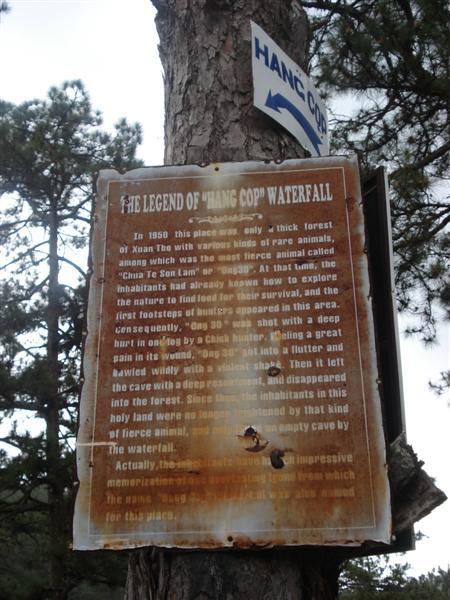 HANG COP
THE LEGEND OF "HANG COP" WATERFALL
In 1950 this place was only a thick forest
of Xuan Tho with various kinds of rare animals,
among which was the most fierce animal called
"Chua Te Son Lam" or "Ong30". At that time, the
inhabitants had already known how to explore
the nature to find food for their survival, and the
first footsteps of hunters appeared in this area.
Consequently, "Ong 30" was shot with a deep
hurt in one leg by a Chick hunter. Feeling a great
pain in its wound, "Ong 30" got into a flutter and
bawled wildly with a violent shake. Then it left
the cave with a deep resentment, and disappeared
into the forest. Since then, the inhabitants in this
holy land were no longer frightened by that kind
of fierce animal, and only an empty cave by
the waterfall.
Actually, the inhabitants have impressive
memorization of from which
the name was also named
for this place.